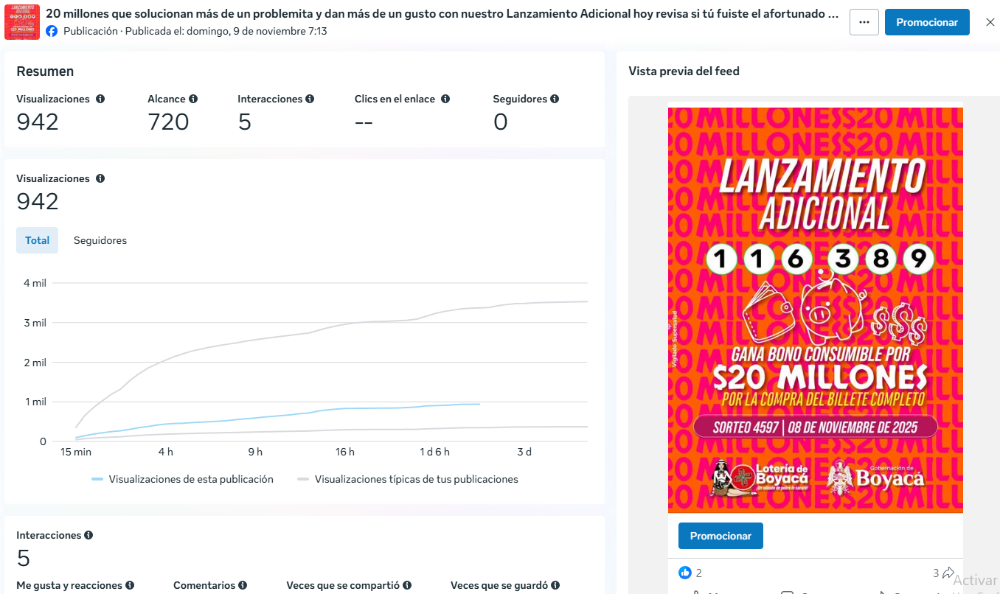 20 millones que solucionan más de un problemita y dan más de un gusto con nuestro Lanzamiento Adicional hoy revisa si tú fuiste el afortunado ...
Publicación · Publicada el: domingo, 9 de noviembre 7:13
Promocionar
Resumen
Visualizaciones
942
Alcance
720
Interacciones
5
Clics en el enlace
--
Seguidores
0
Visualizaciones
942
Total
Seguidores
4 mil
3 mil
2 mil
1 mil
0
15 min
4 h
9 h
16 h
1 d 6 h
3 d
Visualizaciones de esta publicación
Visualizaciones típicas de tus publicaciones
Interacciones
5
Me gusta y reacciones
Comentarios
Veces que se compartió
Veces que se guardó
Vista previa del feed
LANZAMIENTO
ADICIONAL
1 1 6 3 8 9
Vigilado Supersalud
GANA BONO CONSUMIBLE POR
$20 MILLONES
POR LA COMPRA DEL BILLETE COMPLETO
SORTEO 4597 | 08 DE NOVIEMBRE DE 2025
Lotería de
Boyacá
¡Un sábado de pobre lo sacará!
Gobernación de
Boyacá
Promocionar
2
3
Activar